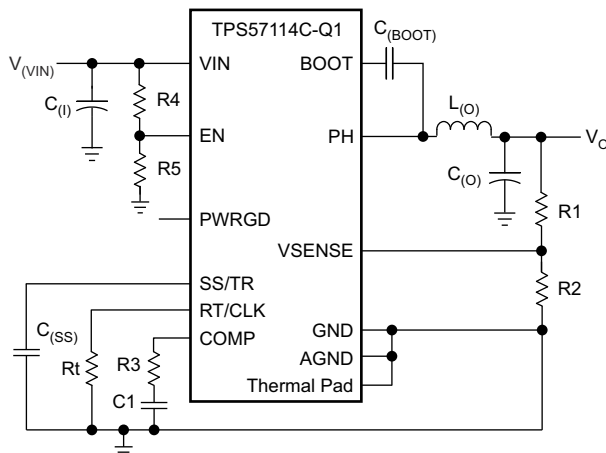 TPS57114C-Q1
C(BOOT)
V(VIN)
VIN
BOOT
C(I)
R4
L(O)
EN
PH
VO
R5
C(O)
R1
PWRGD
VSENSE
SS/TR
R2
RT/CLK
C(SS)
GND
COMP
Rt
R3
AGND
C1
Thermal Pad